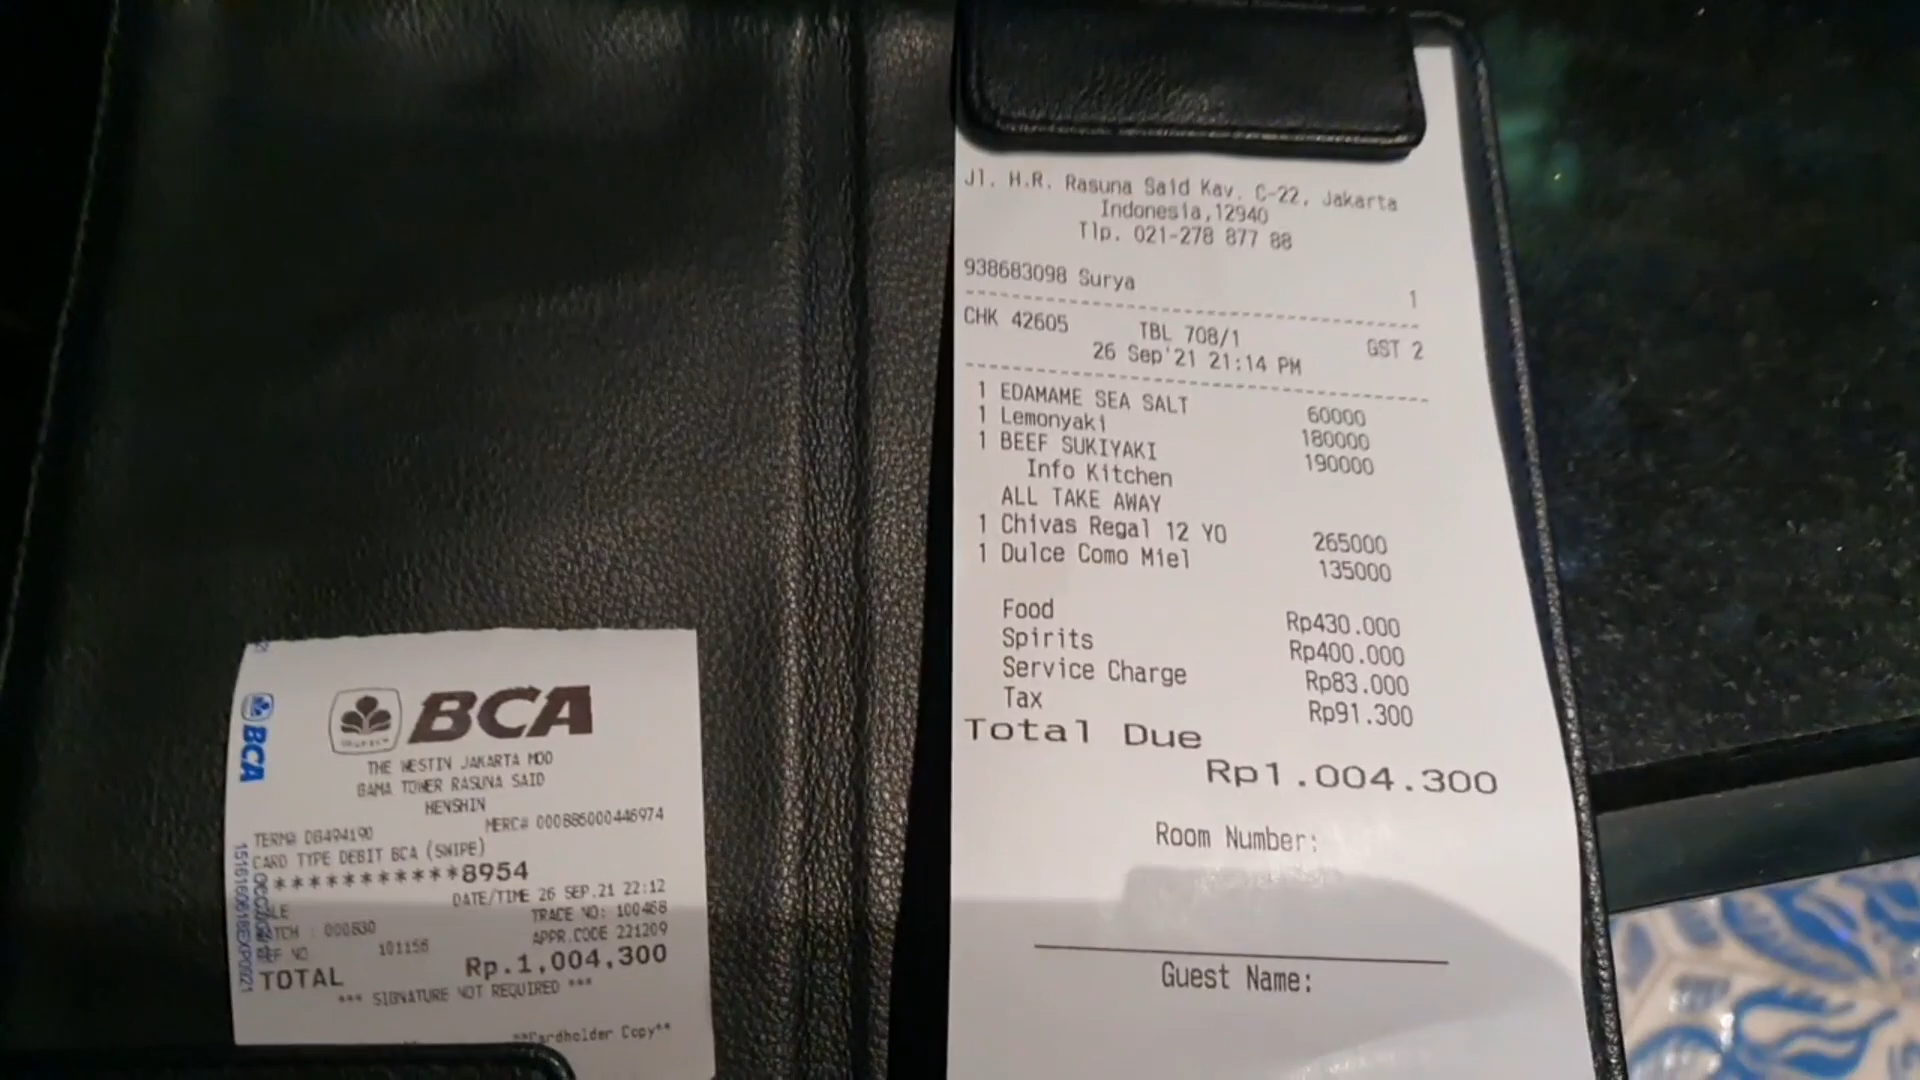 BCA
BCA
THE WESTIN JAKARTA MOD
GAMA TOWER RASUNA SAID
HENSHIN
TERM# DB494190 MERC# 000886000446974
CARD TYPE DEBIT BCA (SWIPE)
***********8954
DATE/TIME 26 SEP.21 22:12
TRACE NO: 100468
: 000830 APPR.CODE 221209
REF NO 101156
TOTAL Rp.1,004,300
*** SIGNATURE NOT REQUIRED ***
**Cardholder Copy**
Jl. H.R. Rasuna Said Kav. C-22, Jakarta
Indonesia,12940
Tlp. 021-278 877 88
938683098 Surya 1
CHK 42605 TBL 708/1 GST 2
26 Sep'21 21:14 PM
1 EDAMAME SEA SALT 60000
1 Lemonyaki 180000
1 BEEF SUKIYAKI 190000
Info Kitchen
ALL TAKE AWAY
1 Chivas Regal 12 YO 265000
1 Dulce Como Miel 135000
Food Rp430.000
Spirits Rp400.000
Service Charge Rp83.000
Tax Rp91.300
Total Due
Rp1.004.300
Room Number:
Guest Name: